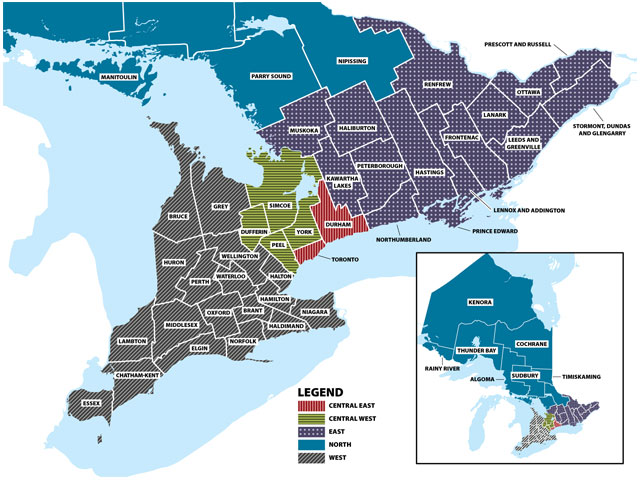 PRESCOTT AND RUSSELL
NIPISSING
MANITOULIN
PARRY SOUND
RENFREW
OTTAWA
LANARK
STORMONT, DUNDAS
AND GLENGARRY
MUSKOKA
HALIBURTON
FRONTENAC
LEEDS AND
GREENVILLE
PETERBOROUGH
HASTINGS
KAWARTHA
LAKES
LENNOX AND ADDINGTON
GREY
SIMCOE
BRUCE
DURHAM
DUFFERIN
YORK
PRINCE EDWARD
NORTHUMBERLAND
PEEL
WELLINGTON
TORONTO
HURON
WATERLOO
HALTON
PERTH
HAMILTON
OXFORD
BRANT
NIAGARA
MIDDLESEX
HALDIMAND
LAMBTON
NORFOLK
ELGIN
CHATHAM-KENT
ESSEX
KENORA
COCHRANE
THUNDER BAY
RAINY RIVER
SUDBURY
TIMISKAMING
ALGOMA
LEGEND
CENTRAL EAST
CENTRAL WEST
EAST
NORTH
WEST